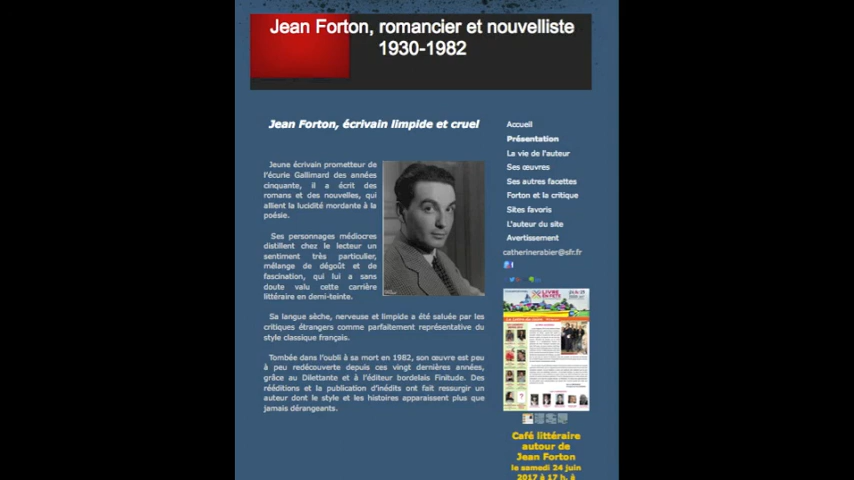 Jean Forton, romancier et nouvelliste
1930-1982
Jean Forton, écrivain limpide et cruel
Jeune écrivain prometteur de
l'écurie Gallimard des années
cinquante, il a écrit des
romans et des nouvelles, qui
allient la lucidité mordante à la
poésie.
Ses personnages médiocres
distillent chez le lecteur un
sentiment très particulier,
mélange de dégoût et de
fascination, qui lui a sans
doute valu cette carrière
littéraire en demi-teinte.
Sa langue sèche, nerveuse et limpide a été saluée par les
critiques étrangers comme parfaitement représentative du
style classique français.
Tombée dans l'oubli à sa mort en 1982, son œuvre est peu
à peu redécouverte depuis ces vingt dernières années,
grâce au Dilettante et à l'éditeur bordelais Finitude. Des
rééditions et la publication d'inédits ont fait ressurgir un
auteur dont le style et les histoires apparaissent plus que
jamais dérangeants.
Accueil
Présentation
La vie de l'auteur
Ses œuvres
Ses autres facettes
Forton et la critique
Sites favoris
L'auteur du site
Avertissement
catherinerabier@sfr.fr
LIVRE
EN FÊTE
Café littéraire
autour de
Jean Forton
le samedi 24 juin
2017 à 17 h, à